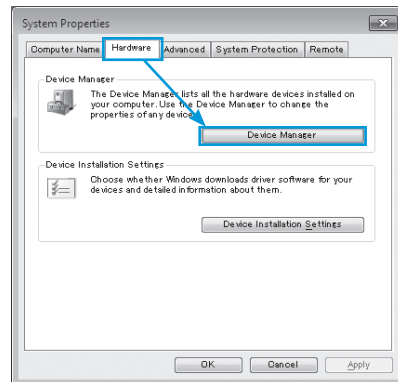 System Properties
Computer Name Hardware Advanced System Protection Remote
Device Manager
The Device Manager lists all the hardware devices installed on
your computer. Use the Device Manager to change the
properties of any device.
Device Manager
Device Installation Settings
Choose whether Windows downloads driver software for your
devices and detailed information about them.
Device Installation Settings
OK Cancel Apply